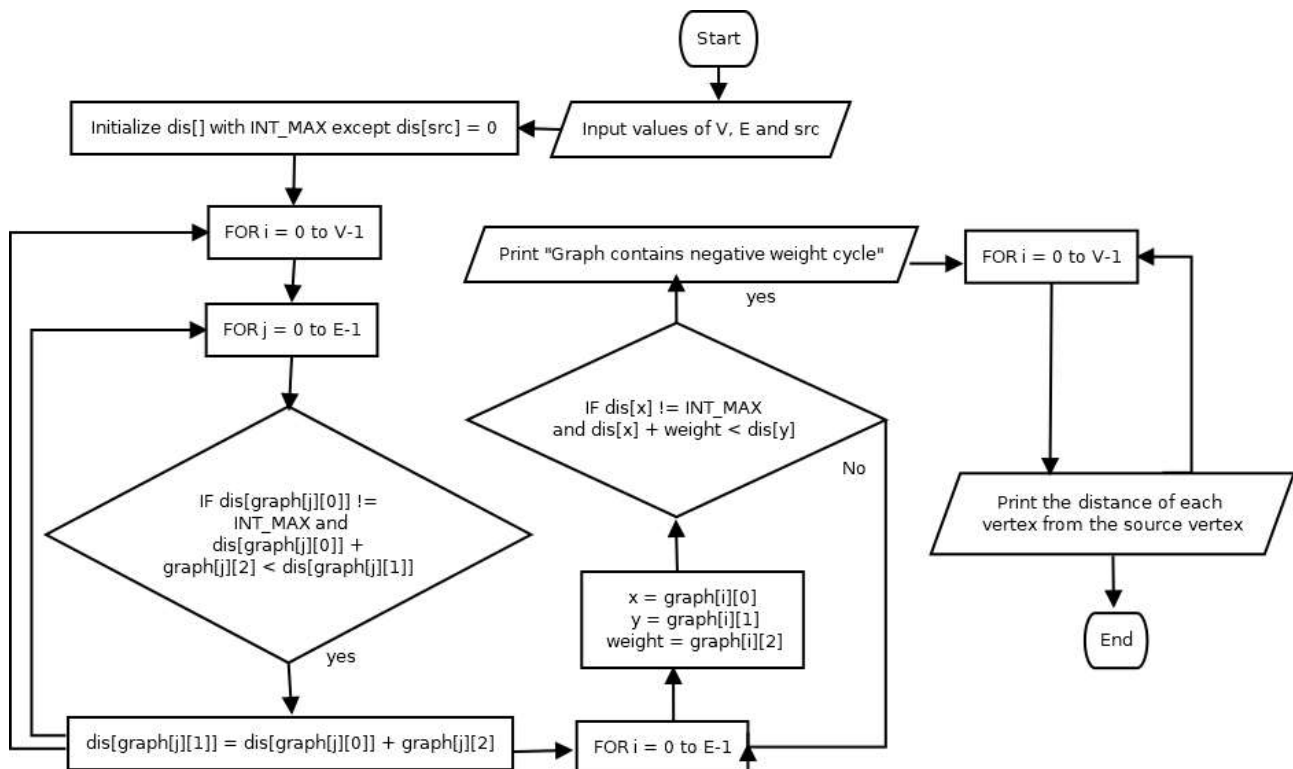 Start
Input values of V, E and src
Initialize dis[] with INT_MAX except dis[src] = 0
FOR i = 0 to V-1
FOR j = 0 to E-1
IF dis[graph[j][0]] !=
INT_MAX and
dis[graph[j][0]] +
graph[j][2] < dis[graph[j][1]]
yes
dis[graph[j][1]] = dis[graph[j][0]] + graph[j][2]
FOR i = 0 to E-1
x = graph[i][0]
y = graph[i][1]
weight = graph[i][2]
IF dis[x] != INT_MAX
and dis[x] + weight < dis[y]
No
yes
Print "Graph contains negative weight cycle"
FOR i = 0 to V-1
Print the distance of each
vertex from the source vertex
End